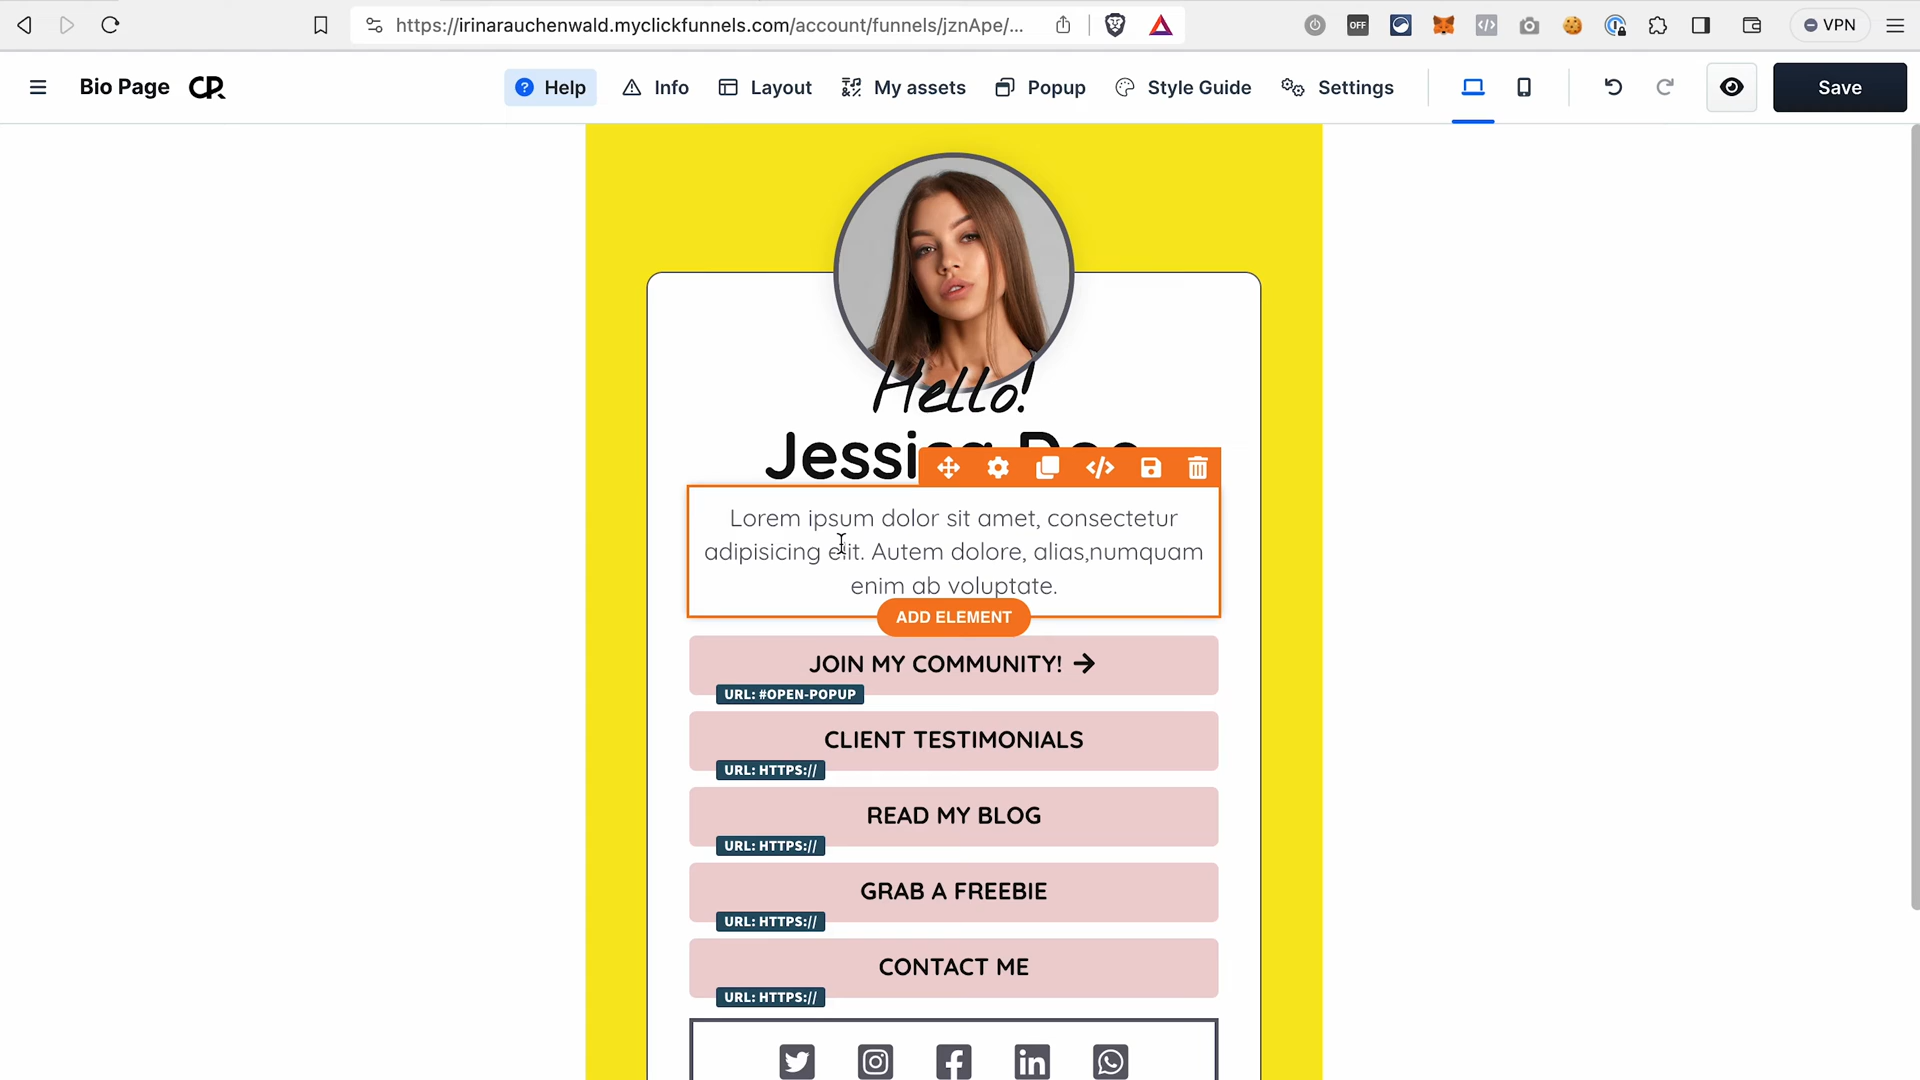 https://irinarauchenwald.myclickfunnels.com/account/funnels/jznApe/...
OFF
VPN
Bio Page
Help
Info
Layout
My assets
Popup
Style Guide
Settings
Save
Hello!
Jessi
Lorem ipsum dolor sit amet, consectetur
adipisicing elit. Autem dolore, alias,numquam
enim ab voluptate.
ADD ELEMENT
JOIN MY COMMUNITY! →
URL: #OPEN-POPUP
CLIENT TESTIMONIALS
URL: HTTPS://
READ MY BLOG
URL: HTTPS://
GRAB A FREEBIE
URL: HTTPS://
CONTACT ME
URL: HTTPS://